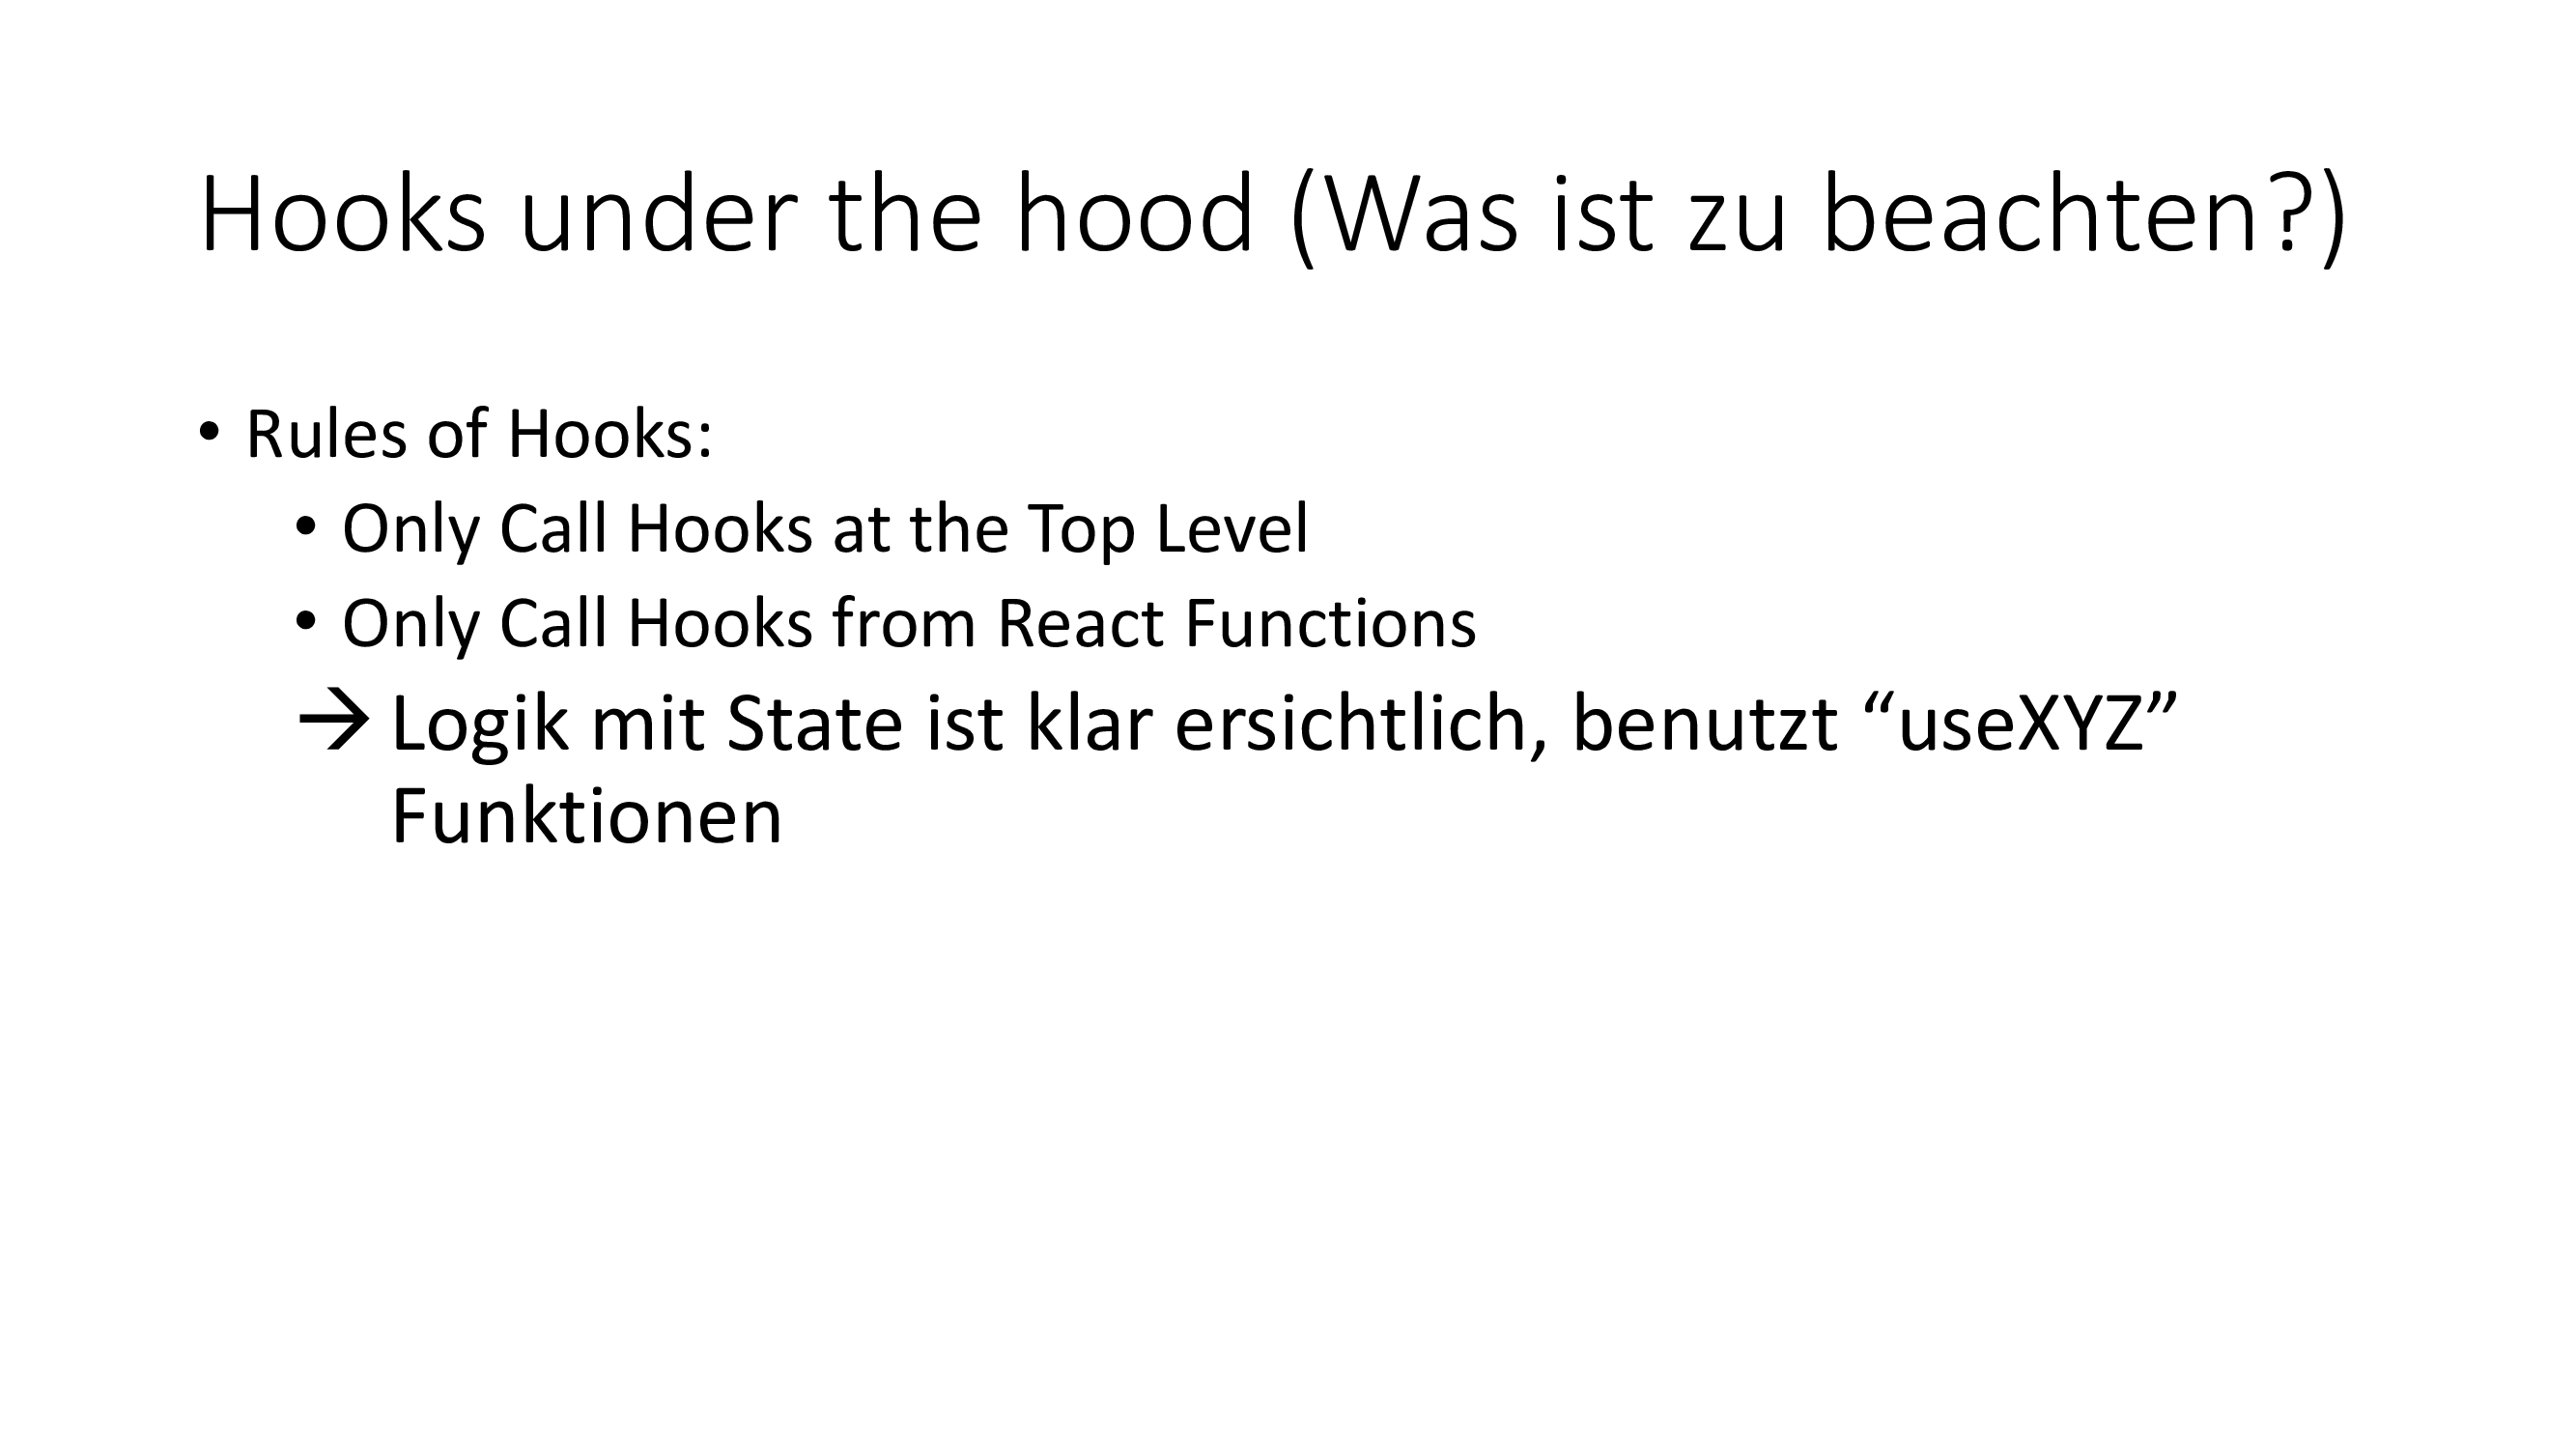 Hooks under the hood (Was ist zu beachten?)
• Rules of Hooks:
• Only Call Hooks at the Top Level
• Only Call Hooks from React Functions
→ Logik mit State ist klar ersichtlich, benutzt “useXYZ”
Funktionen